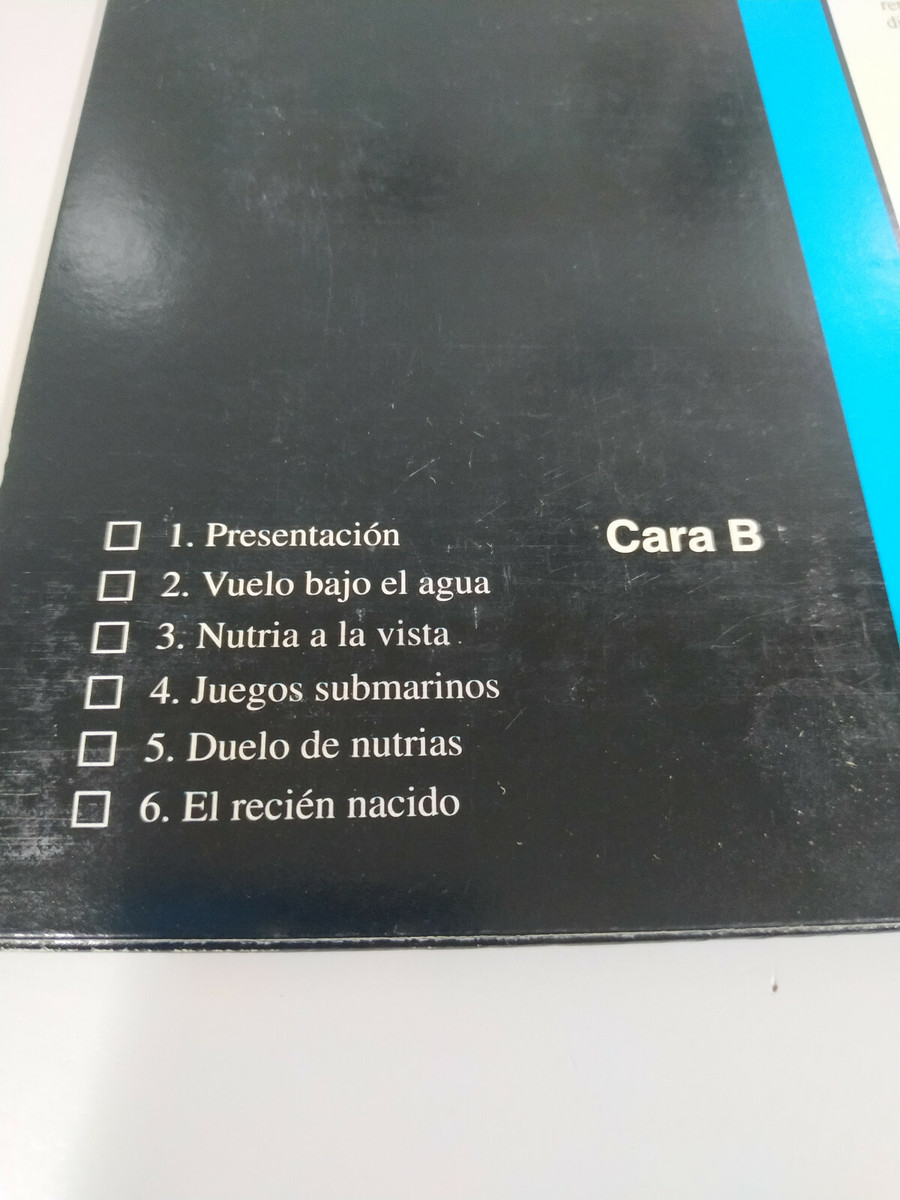 1. Presentación
Cara B
2. Vuelo bajo el agua
3. Nutria a la vista
4. Juegos submarinos
5. Duelo de nutrias
6. El recién nacido